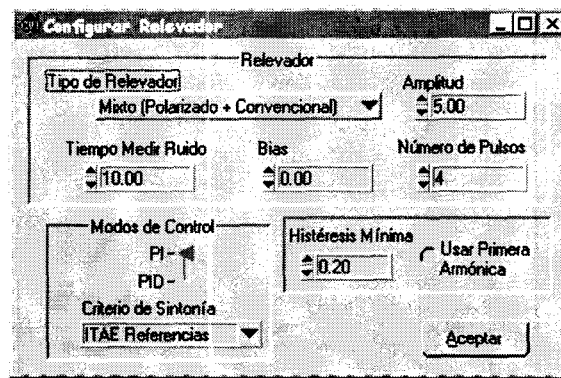 Configurar Relevador
Relevador
Tipo de Relevador
Mixto (Polarizado + Convencional)
Amplitud
5.00
Tiempo Medir Ruido
10.00
Bias
0.00
Número de Pulsos
4
Modos de Control
PI
PID
Criterio de Sintonía
ITAE Referencias
Histéresis Mínima
0.20
Usar Primera
Armónica
Aceptar